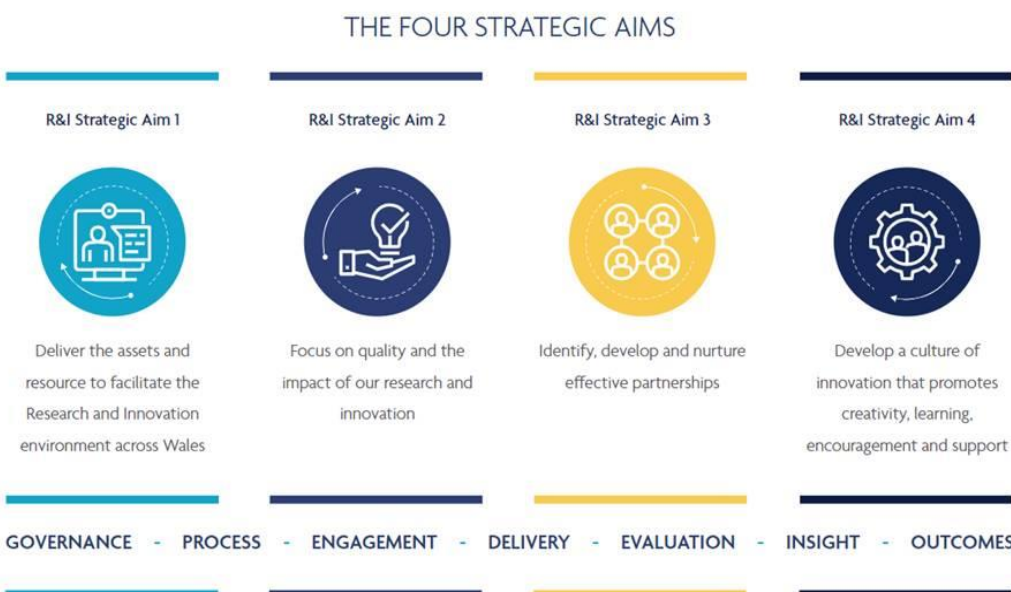 THE FOUR STRATEGIC AIMS
R&I Strategic Aim 1
Deliver the assets and
resource to facilitate the
Research and Innovation
environment across Wales
R&I Strategic Aim 2
Focus on quality and the
impact of our research and
innovation
R&I Strategic Aim 3
Identify, develop and nurture
effective partnerships
R&I Strategic Aim 4
Develop a culture of
innovation that promotes
creativity, learning,
encouragement and support
GOVERNANCE - PROCESS - ENGAGEMENT - DELIVERY - EVALUATION - INSIGHT - OUTCOMES